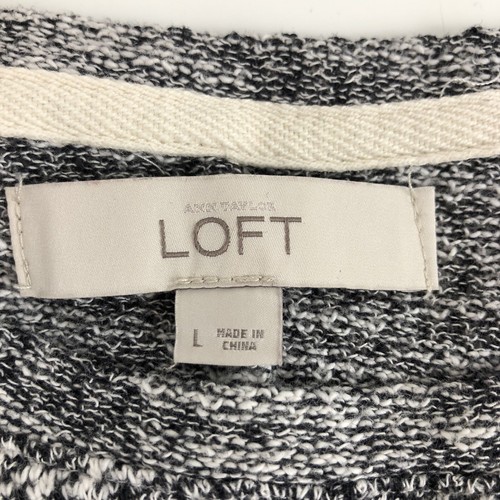 ANN TAYLOR
LOFT
L
MADE IN
CHINA